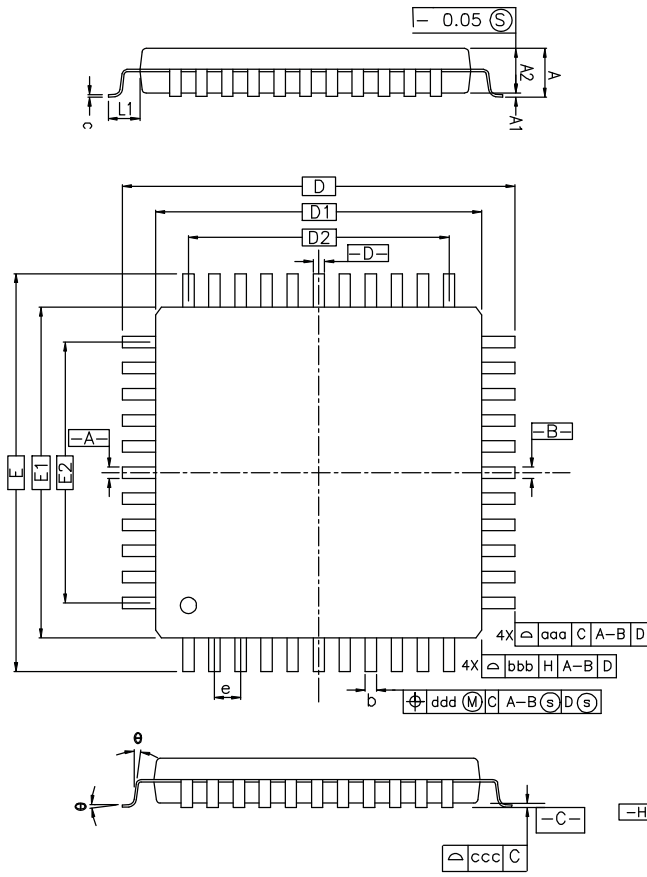 - 0.05 Ⓢ
A2
A
A1
L1
c
D
D1
D2
-D-
-A-
-B-
E
E1
E2
4X ⌓ aaa C A-B D
4X ⌓ bbb H A-B D
e
b
⌖ ddd Ⓜ C A-B ⓢ D ⓢ
θ
θ
-C-
-H
⌓ ccc C